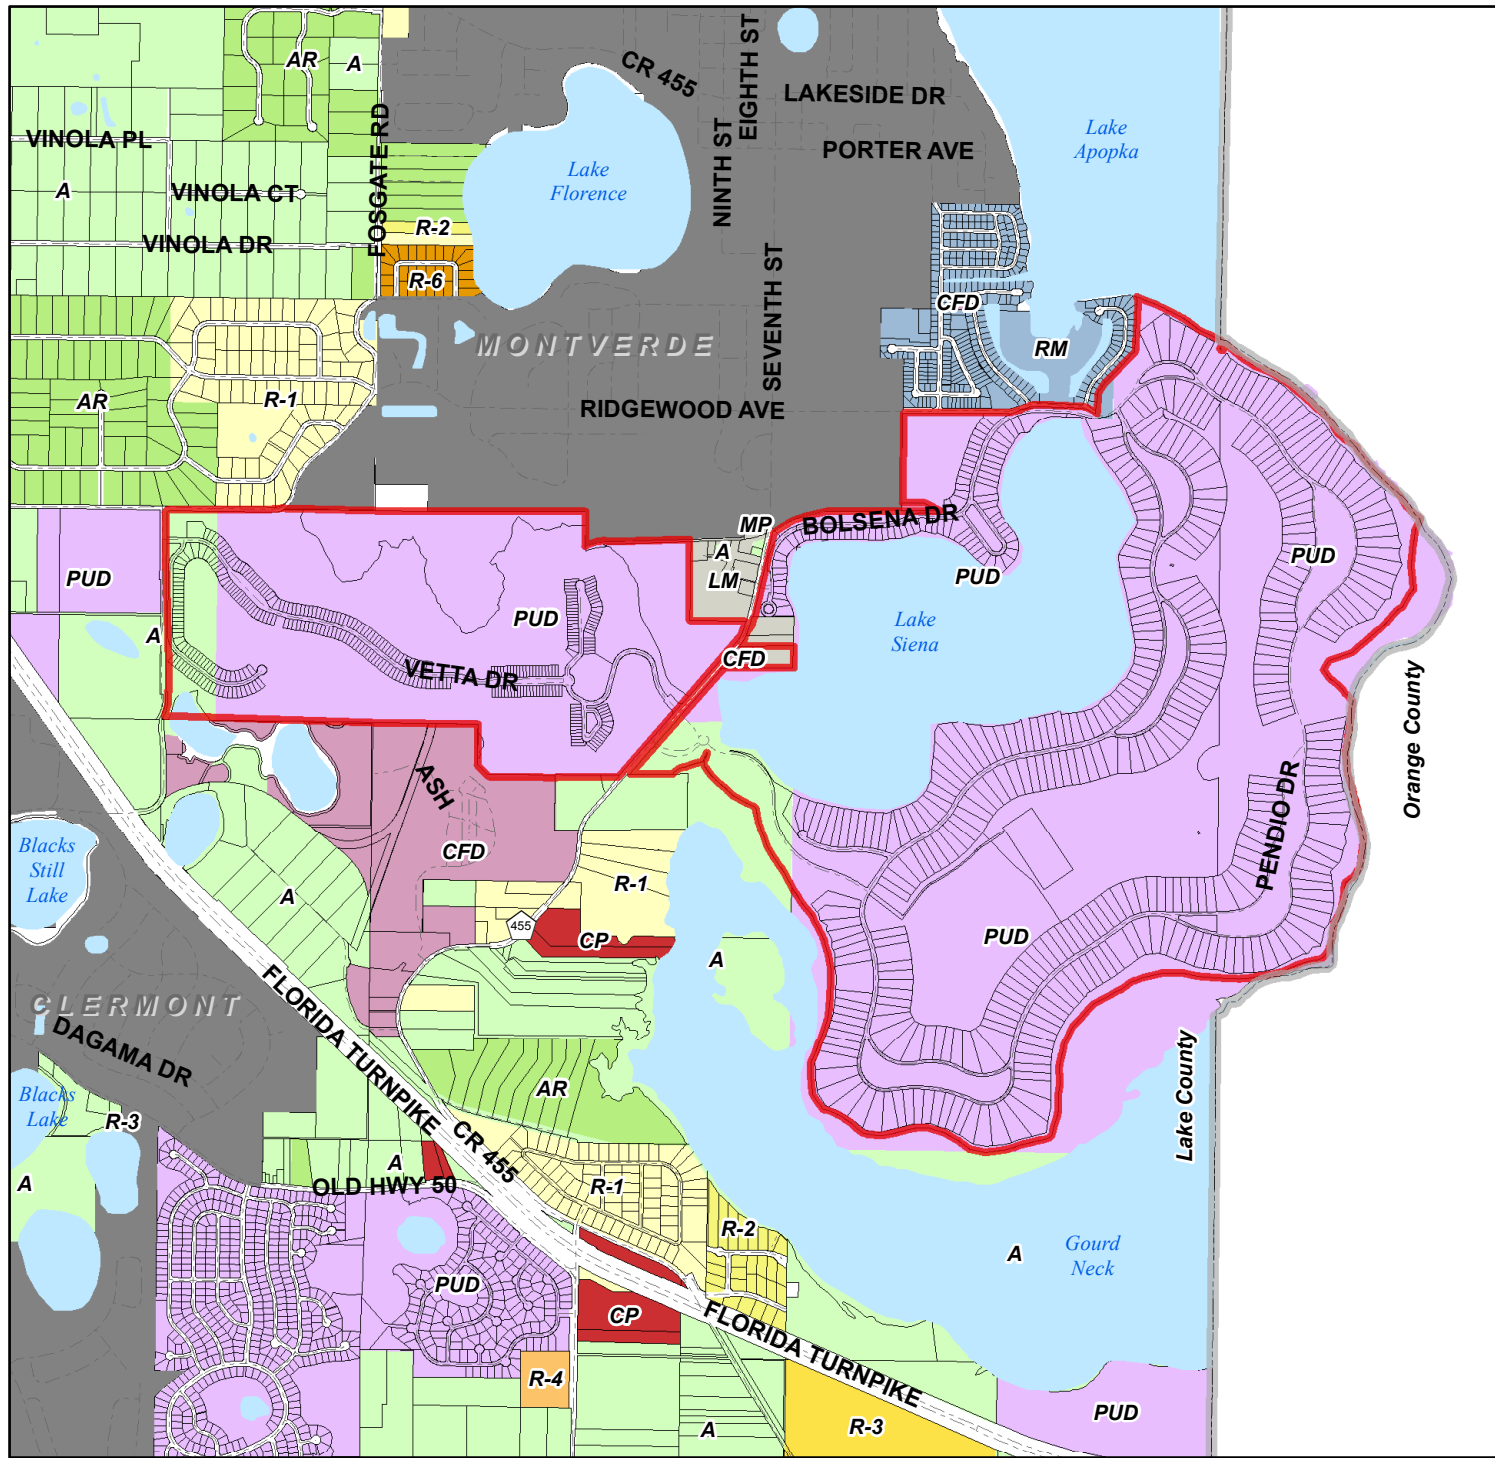 EIGHTH ST
CR 455
AR
A
LAKESIDE DR
VINOLA PL
FOSGATE RD
Lake
Apopka
PORTER AVE
NINTH ST
Lake
Florence
A
VINOLA CT
R-2
VINOLA DR
R-6
SEVENTH ST
CFD
MONTVERDE
RM
AR
R-1
RIDGEWOOD AVE
MP
BOLSENA DR
A
LM
PUD
PUD
PUD
PUD
Lake
Siena
A
CFD
VETTA DR
Orange County
ASH
PENDIO DR
Blacks
Still
Lake
CFD
R-1
A
455
CP
PUD
A
CLERMONT
FLORIDA TURNPIKE
DAGAMA DR
Lake County
Blacks
Lake
R-3
AR
CR 455
A
A
OLD HWY 50
R-1
R-2
A
Gourd
Neck
PUD
CP
FLORIDA TURNPIKE
R-4
PUD
A
R-3